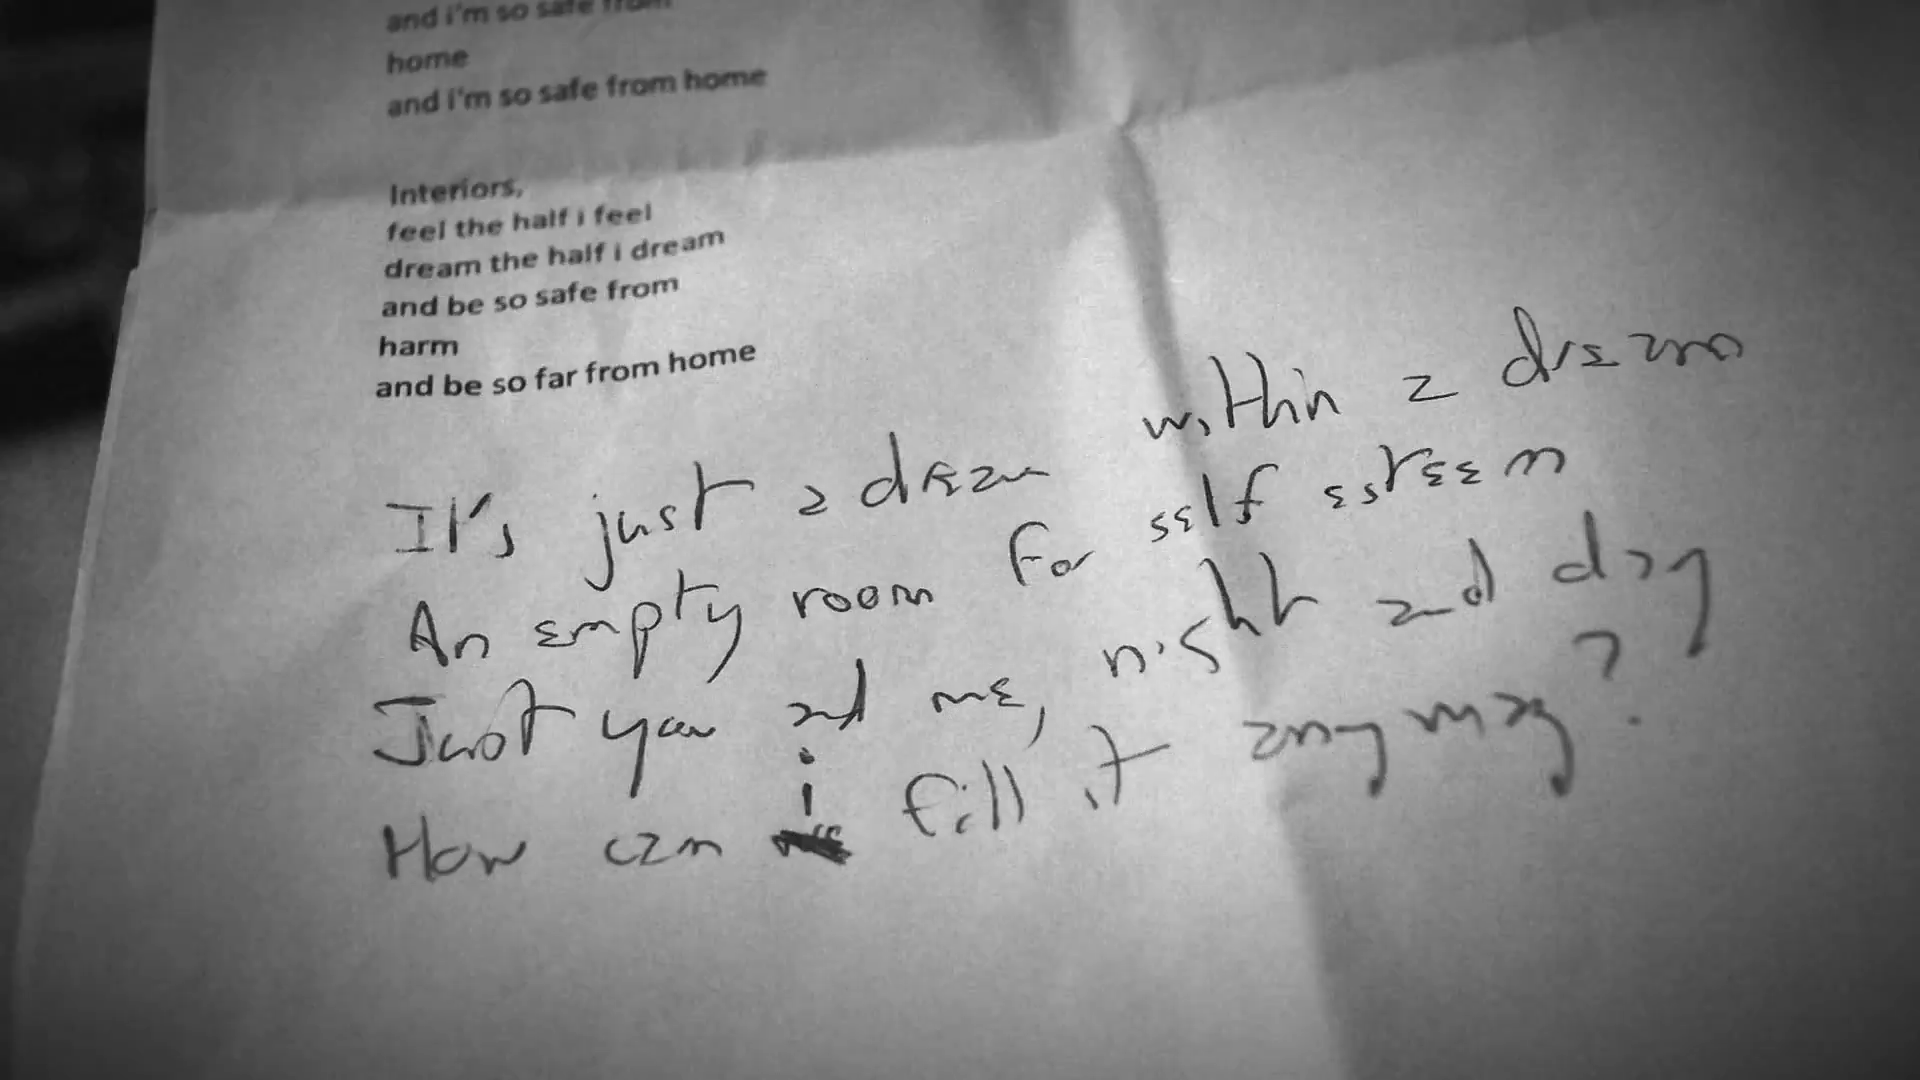 and i'm so safe from
home
and i'm so safe from home
Interiors,
feel the half i feel
dream the half i dream
and be so safe from
harm
and be so far from home
It's just a dream within a dream
An empty room for self esteem
Just you and me, night and day
How can i fill it anyway?